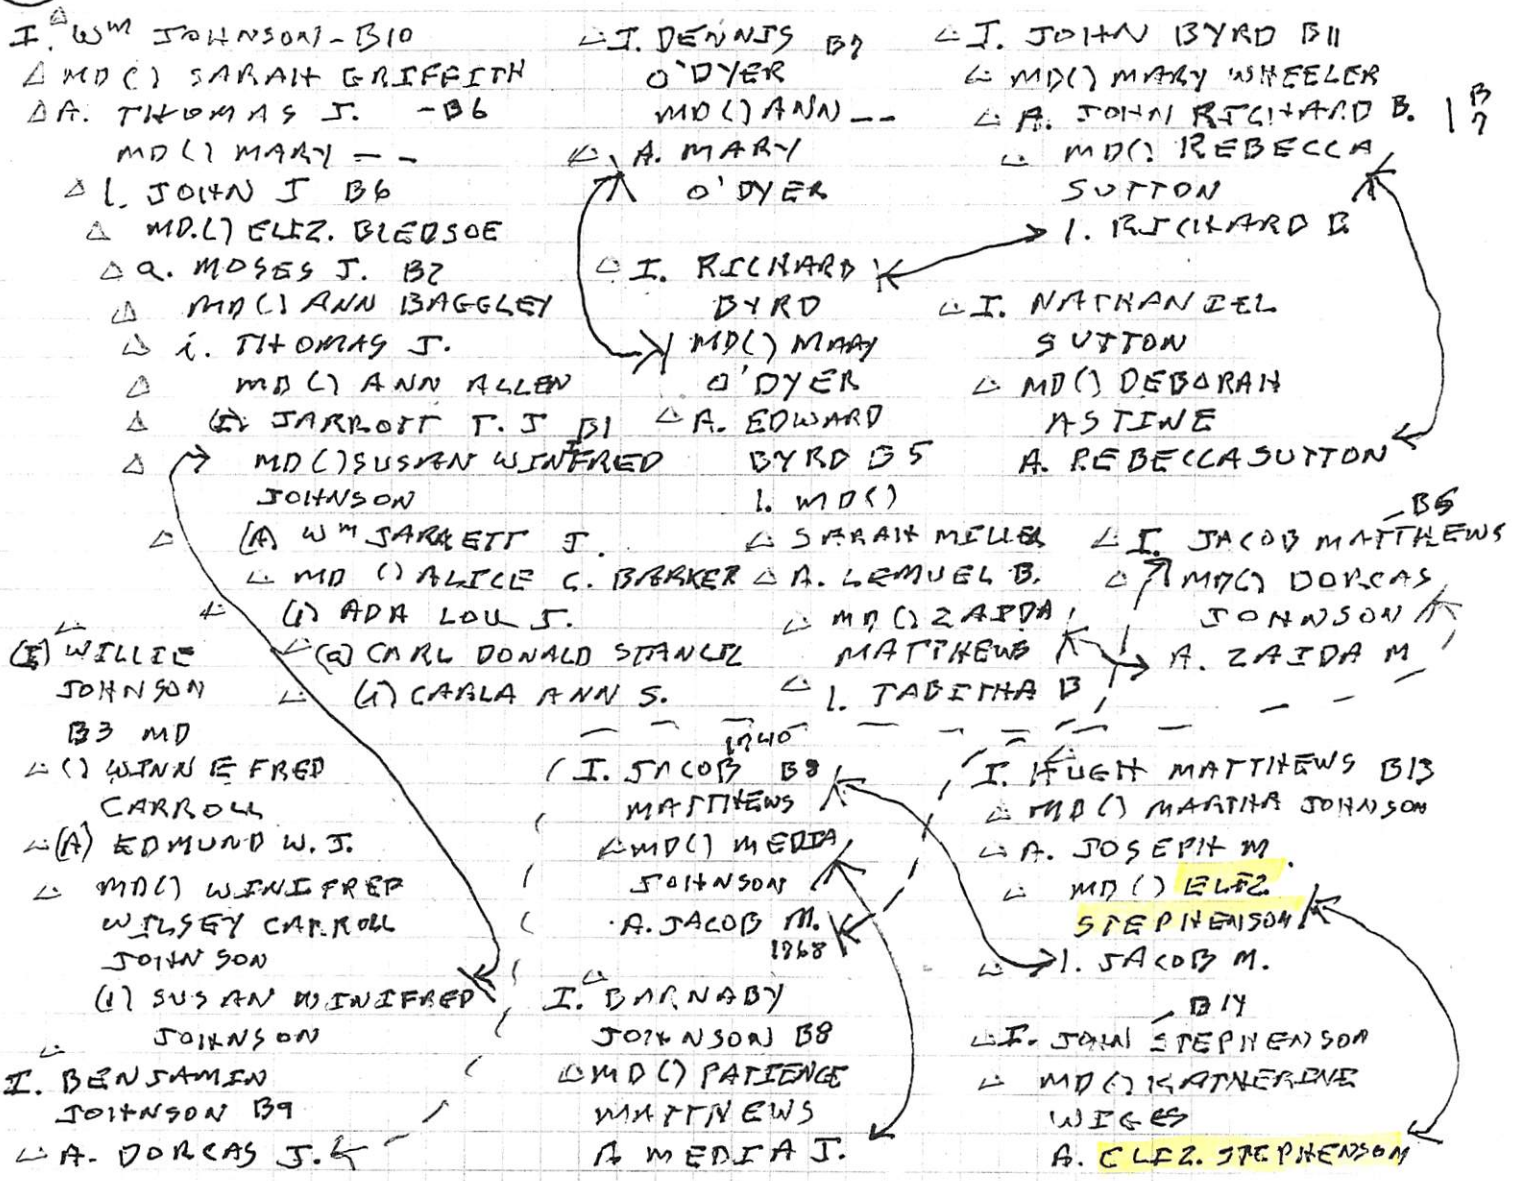 I. Wm JOHNSON - B10
MD () SARAH GRIFFITH
A. THOMAS J. - B6
MD () MARY _ _
1. JOHN J B6
MD. () ELIZ. BLEDSOE
a. MOSES J. B2
MD () ANN BAGGLEY
i. THOMAS J.
MD () ANN ALLEN
(I) JARROTT T. J B1
MD () SUSAN WINIFRED
JOHNSON
(A) Wm JARRETT J.
MD () ALICE C. BARKER
(1) ADA LOU J.
(a) CARL DONALD STANCIL
(i) CARLA ANN S.
(I) WILLIE
JOHNSON
B3 MD
() WINNEFRED
CARROLL
(A) EDMUND W. J.
MD () WINIFRED
WILSEY CARROLL
JOHNSON
(1) SUSAN WINIFRED
JOHNSON
I. BENJAMIN
JOHNSON B9
A. DORCAS J.
I. DENNIS B7
O'DYER
MD () ANN _ _
A. MARY
O'DYER
I. RICHARD
BYRD
MD () MARY
O'DYER
A. EDWARD
BYRD B5
1. MD ()
SARAH MILLER
A. LEMUEL B.
MD () ZAIDA
MATTHEWS
1. TABITHA B
1740
I. JACOB B8
MATTHEWS
MD () MEDIA
JOHNSON
A. JACOB M.
1768
I. BARNABY
JOHNSON B8
MD () PATIENCE
MATTHEWS
A MEDIA J.
I. JOHN BYRD B11
MD () MARY WHEELER
A. JOHN RICHARD B. B7
MD () REBECCA
SUTTON
1. RICHARD B
I. NATHANIEL
SUTTON
MD () DEBORAH
ASTINE
A. REBECCA SUTTON
B5
I. JACOB MATTHEWS
MD () DORCAS
JOHNSON
A. ZAIDA M
I. HUGH MATTHEWS B13
MD () MARTHA JOHNSON
A. JOSEPH M.
MD () ELIZ
STEPHENSON
1. JACOB M.
B14
I. JOHN STEPHENSON
MD () KATHERINE
WIGES
A. ELIZ. STEPHENSON